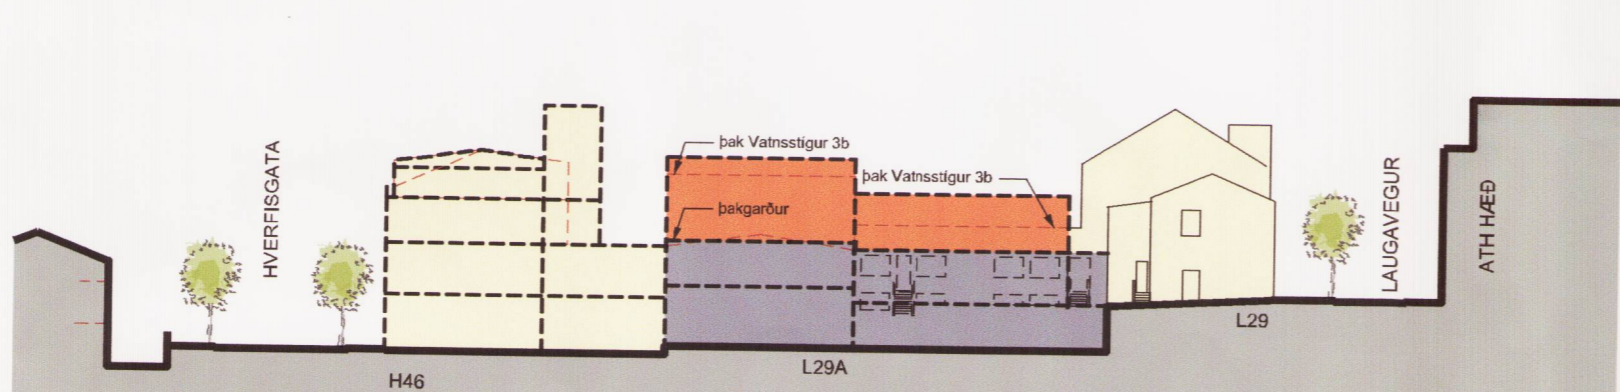 HVERFISGATA
þak Vatnsstígur 3b
þakgarður
þak Vatnsstígur 3b
LAUGAVEGUR
ATH HÆÐ
L29
L29A
H46